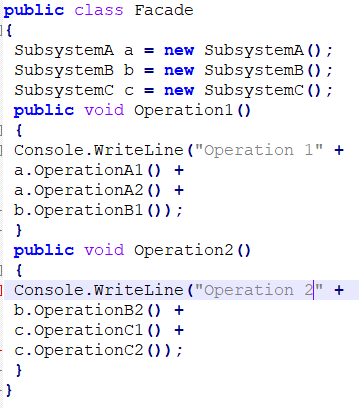 public class Facade
{
SubsystemA a = new SubsystemA();
SubsystemB b = new SubsystemB();
SubsystemC c = new SubsystemC();
public void Operation1()
{
Console.WriteLine("Operation 1" +
a.OperationA1() +
a.OperationA2() +
b.OperationB1());
}
public void Operation2()
{
Console.WriteLine("Operation 2" +
b.OperationB2() +
c.OperationC1() +
c.OperationC2());
}
}